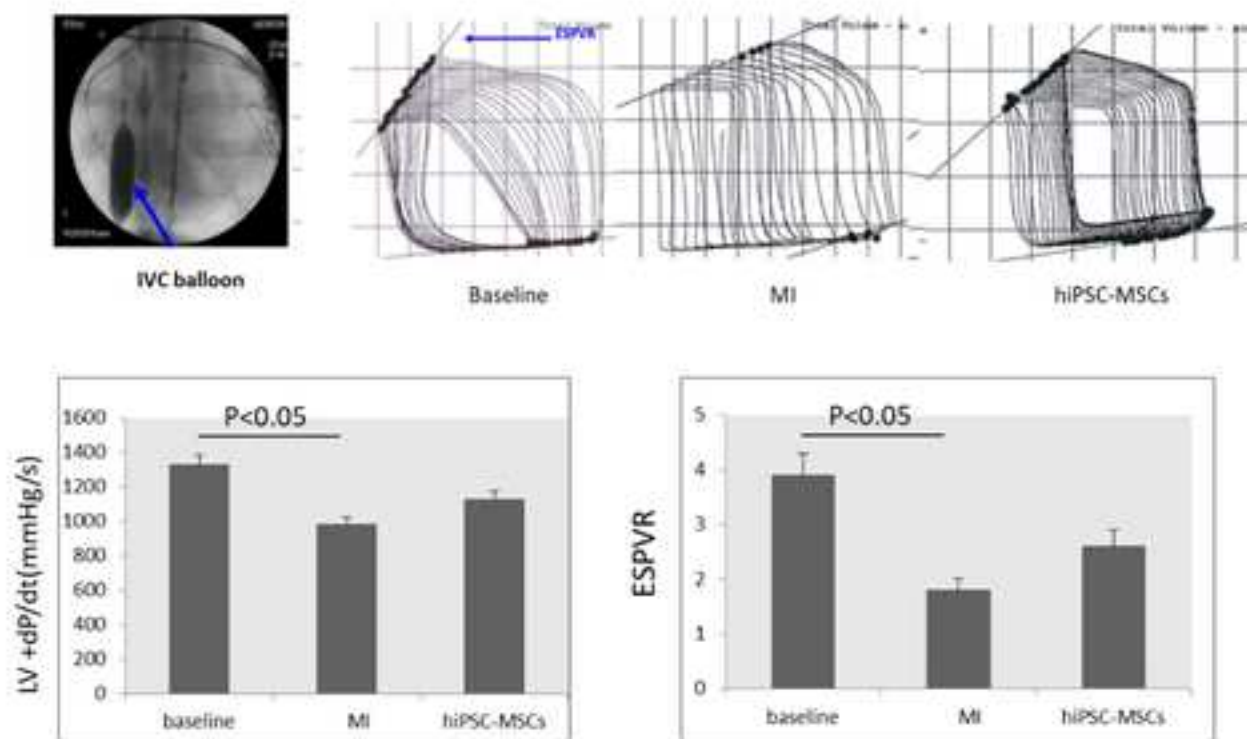 ESPVR
IVC balloon
Baseline
MI
hiPSC-MSCs
LV +dP/dt(mmHg/s)
1600
1400
1200
1000
800
600
400
200
0
P<0.05
baseline
MI
hiPSC-MSCs
ESPVR
5
4
3
2
1
0
P<0.05
baseline
MI
hiPSC-MSCs